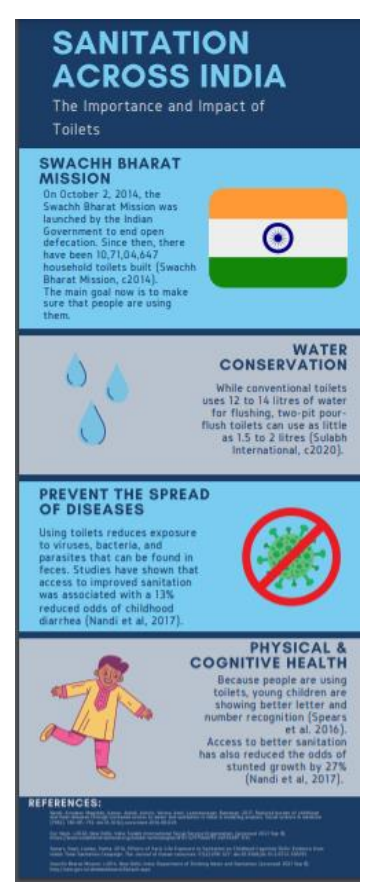 SANITATION
ACROSS INDIA
The Importance and Impact of
Toilets
SWACHH BHARAT
MISSION
On October 2, 2014, the
Swachh Bharat Mission was
launched by the Indian
Government to end open
defecation. Since then, there
have been 10,71,04,647
household toilets built (Swachh
Bharat Mission, c2014).
The main goal now is to make
sure that people are using
them.
WATER
CONSERVATION
While conventional toilets
uses 12 to 14 litres of water
for flushing, two-pit pour-
flush toilets can use as little
as 1.5 to 2 litres (Sulabh
International, c2020).
PREVENT THE SPREAD
OF DISEASES
Using toilets reduces exposure
to viruses, bacteria, and
parasites that can be found in
feces. Studies have shown that
access to improved sanitation
was associated with a 13%
reduced odds of childhood
diarrhea (Nandi et al, 2017).
PHYSICAL &
COGNITIVE HEALTH
Because people are using
toilets, young children are
showing better letter and
number recognition (Spears
et al. 2016).
Access to better sanitation
has also reduced the odds of
stunted growth by 27%
(Nandi et al, 2017).
REFERENCES: